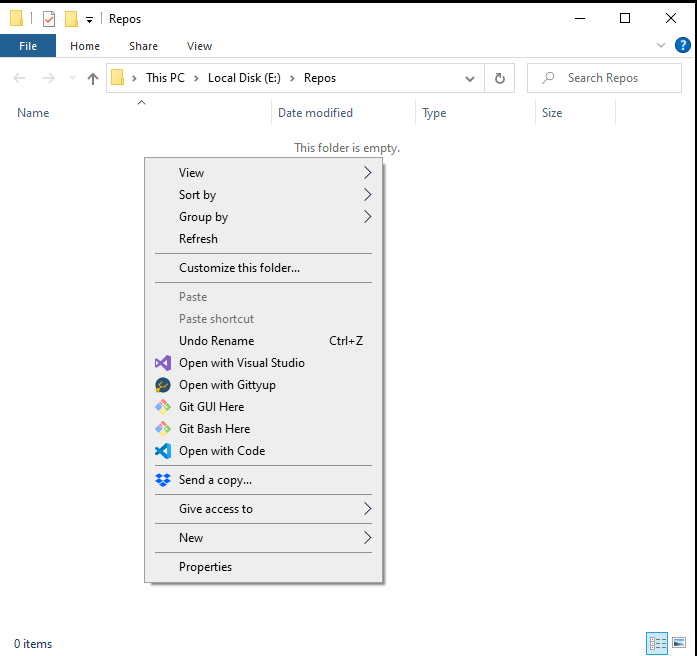 Repos
File Home Share View
This PC Local Disk (E:) Repos Search Repos
Name Date modified Type Size
This folder is empty.
View
Sort by
Group by
Refresh
Customize this folder...
Paste
Paste shortcut
Undo Rename Ctrl+Z
Open with Visual Studio
Open with Gittyup
Git GUI Here
Git Bash Here
Open with Code
Send a copy...
Give access to
New
Properties
0 items